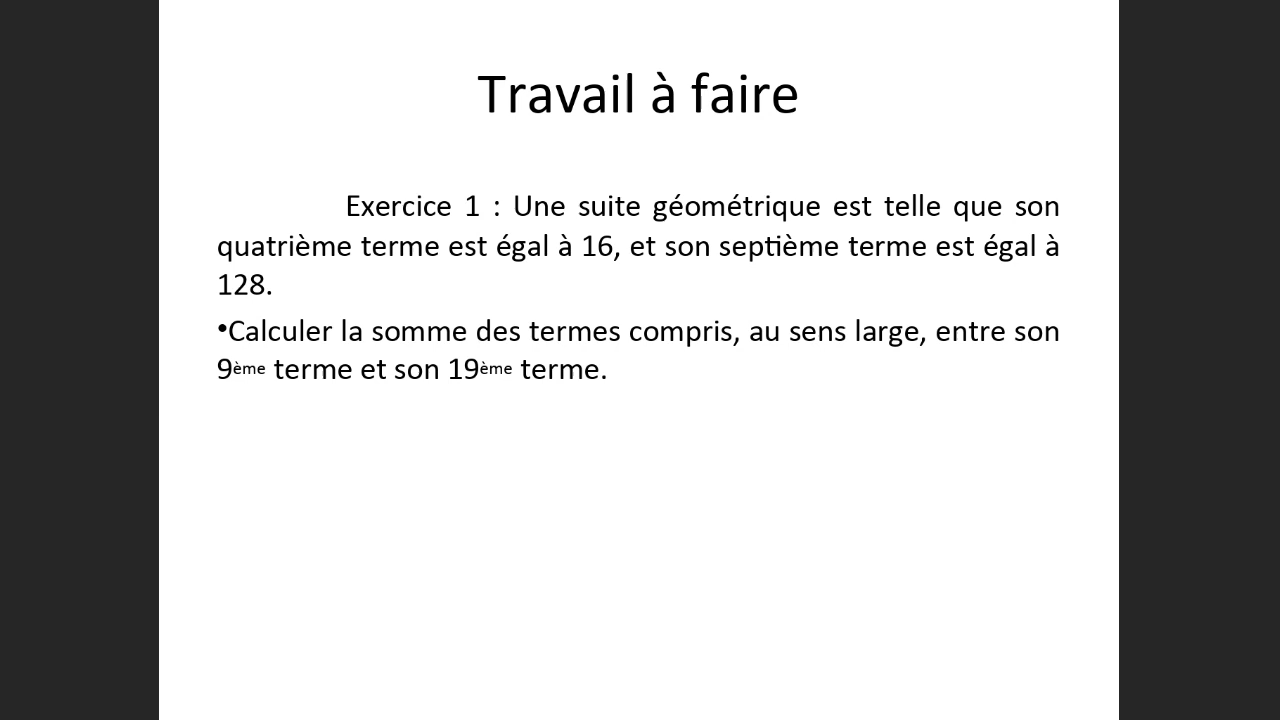 Travail à faire
Exercice 1 : Une suite géométrique est telle que son
quatrième terme est égal à 16, et son septième terme est égal à
128.
•Calculer la somme des termes compris, au sens large, entre son
9ème terme et son 19ème terme.